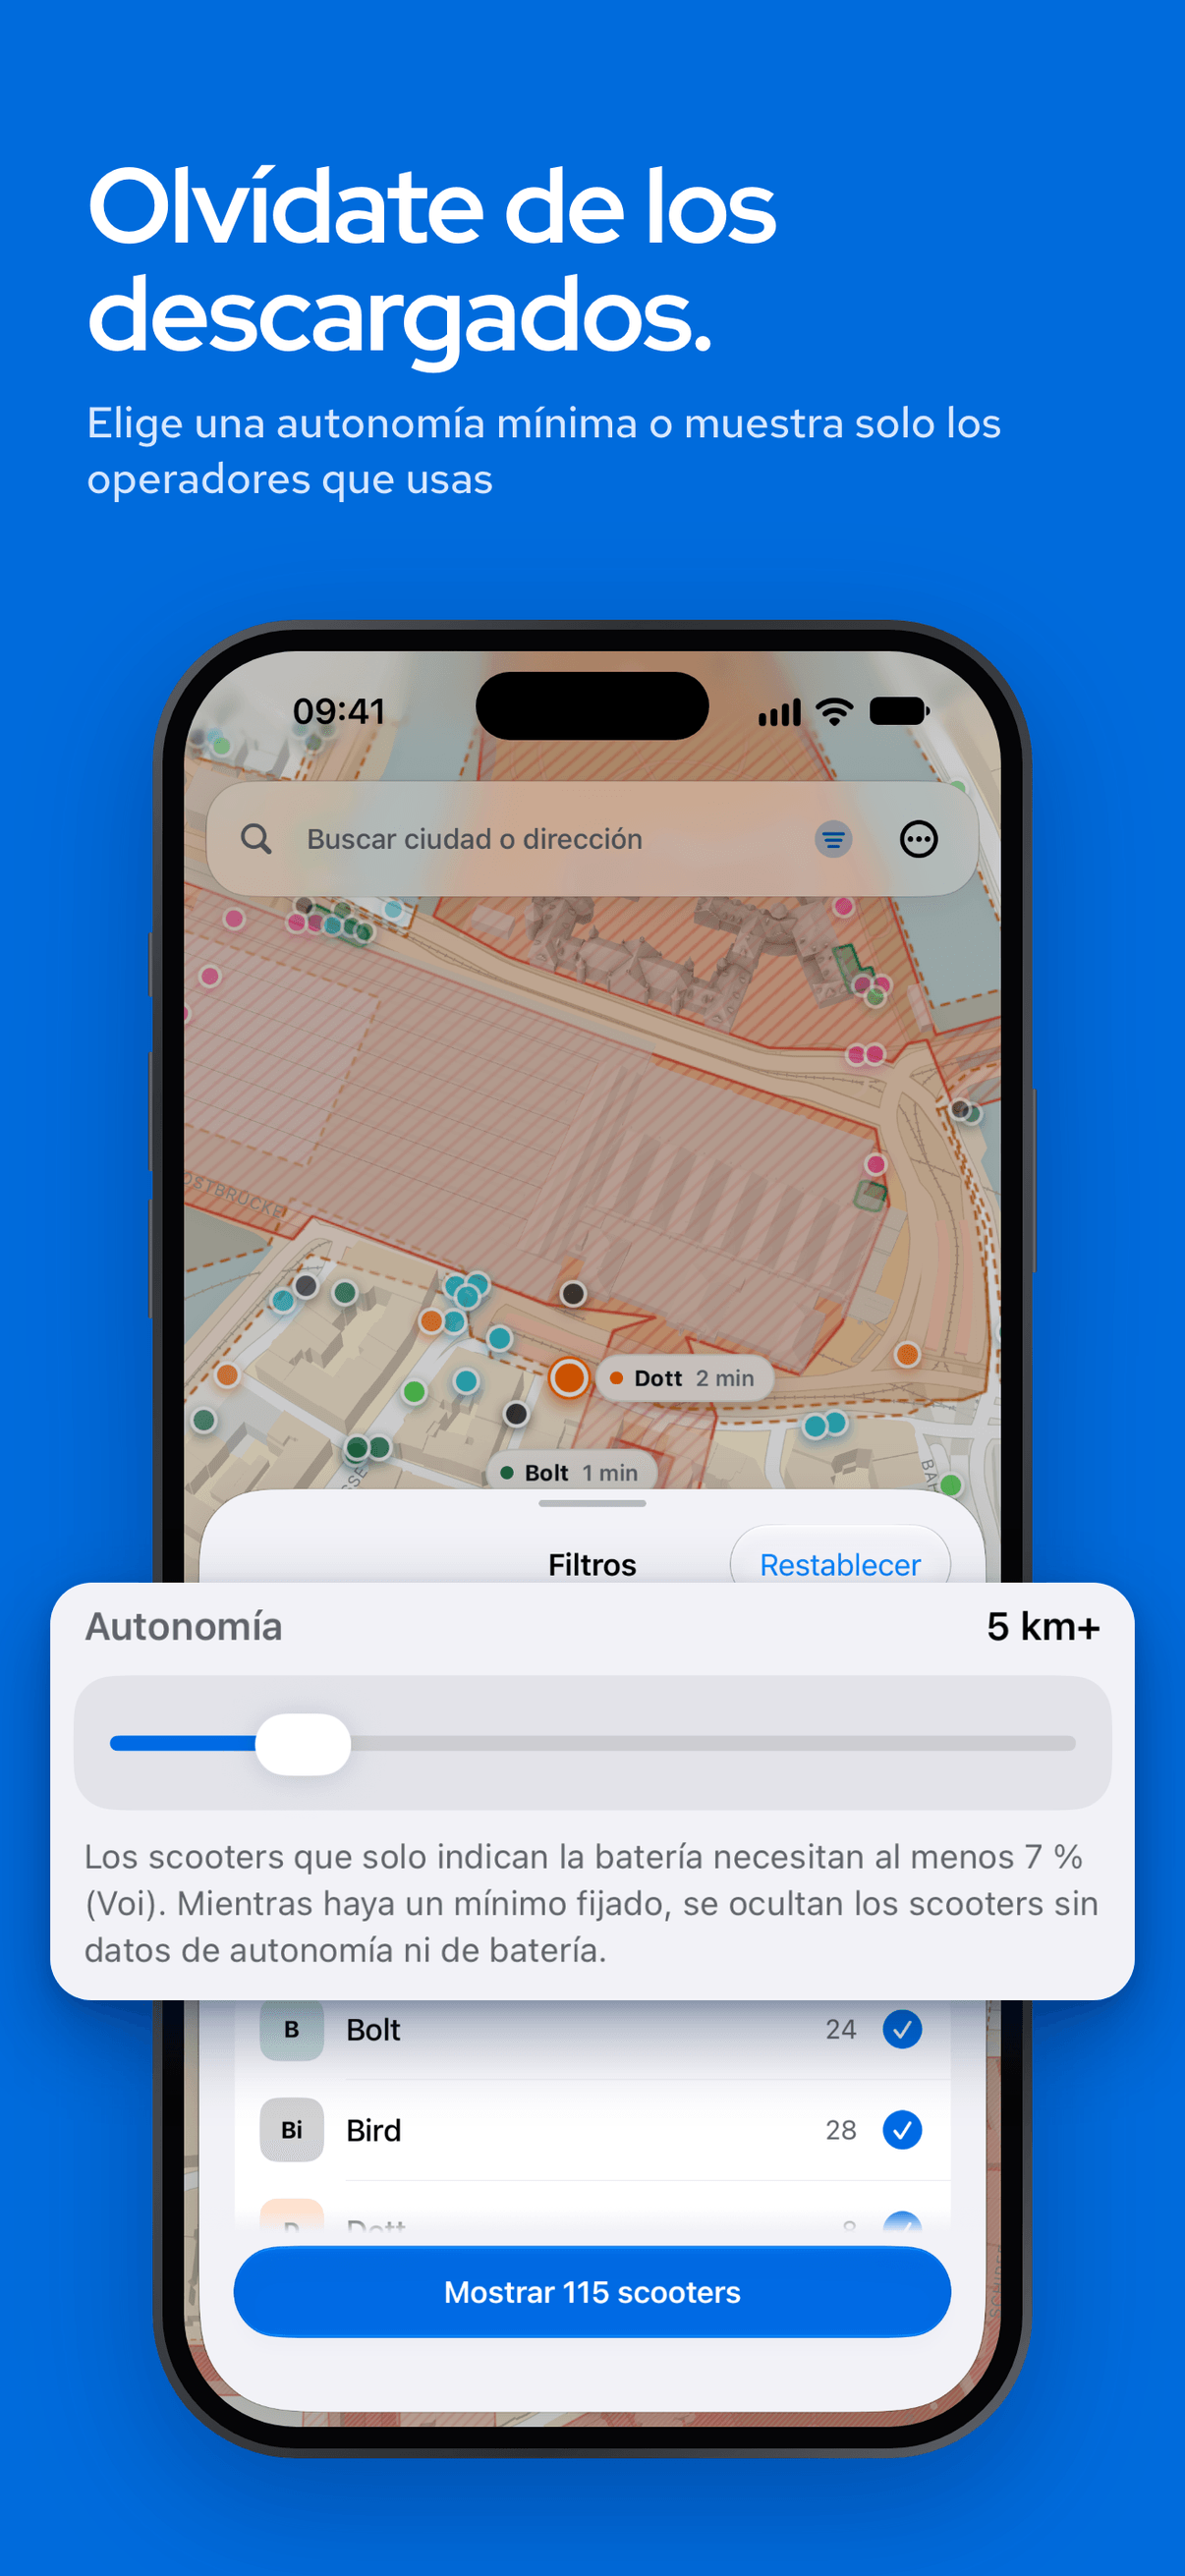 Olvídate de los
descargados.
Elige una autonomía mínima o muestra solo los
operadores que usas
09:41
Buscar ciudad o dirección
OSTBRÜCKE
Dott 2 min
Bolt 1 min
Filtros
Restablecer
Autonomía
5 km+
Los scooters que solo indican la batería necesitan al menos 7 %
(Voi). Mientras haya un mínimo fijado, se ocultan los scooters sin
datos de autonomía ni de batería.
B Bolt 24
Bi Bird 28
D Dott 8
Mostrar 115 scooters